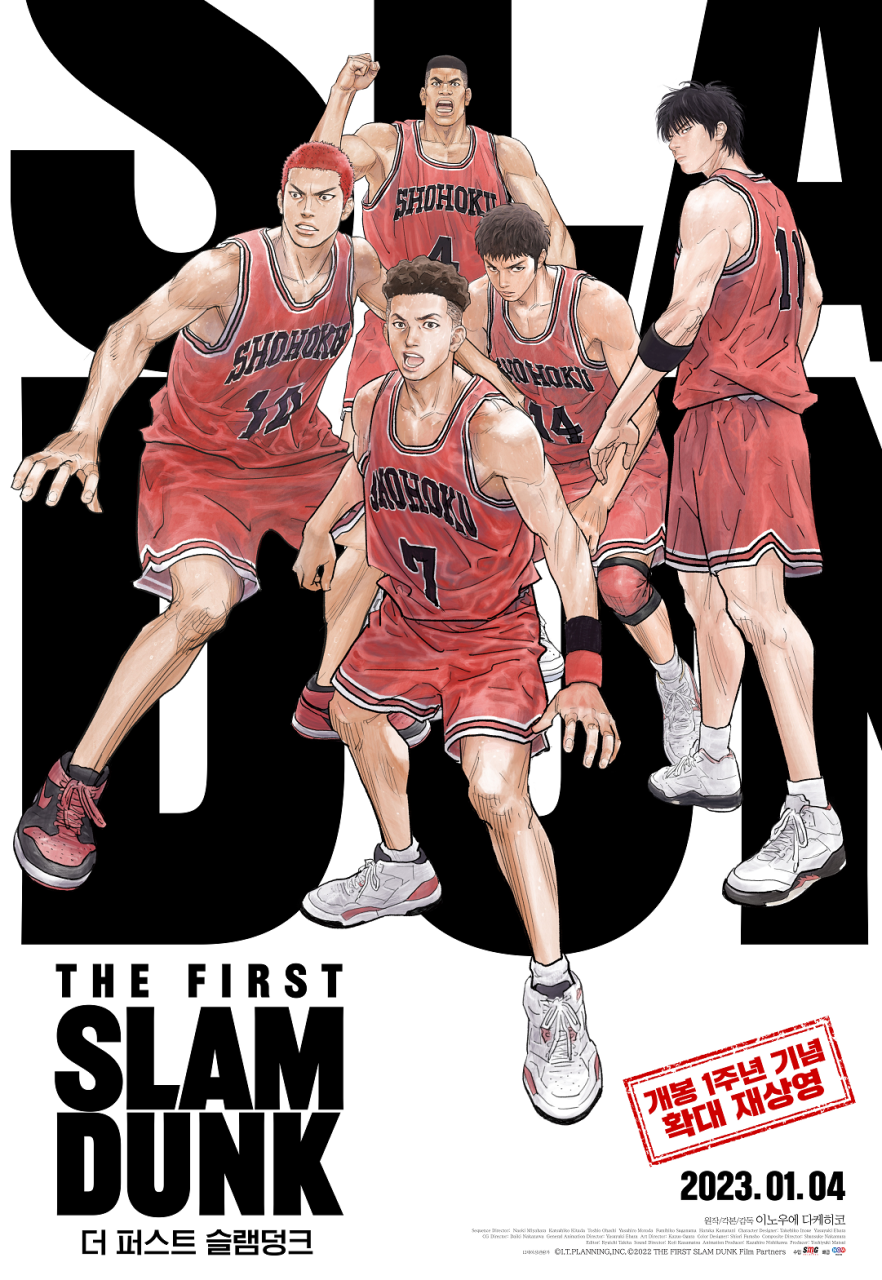 SLA
DUN
SHOHOKU
4
SHOHOKU
10
11
SHOHOKU
14
SHOHOKU
7
THE FIRST
SLAM
DUNK
더 퍼스트 슬램덩크
개봉 1주년 기념
확대 재상영
2023.01.04
원작/각본/감독 이노우에 다케히코
©I.T.PLANNING,INC. ©2022 THE FIRST SLAM DUNK Film Partners